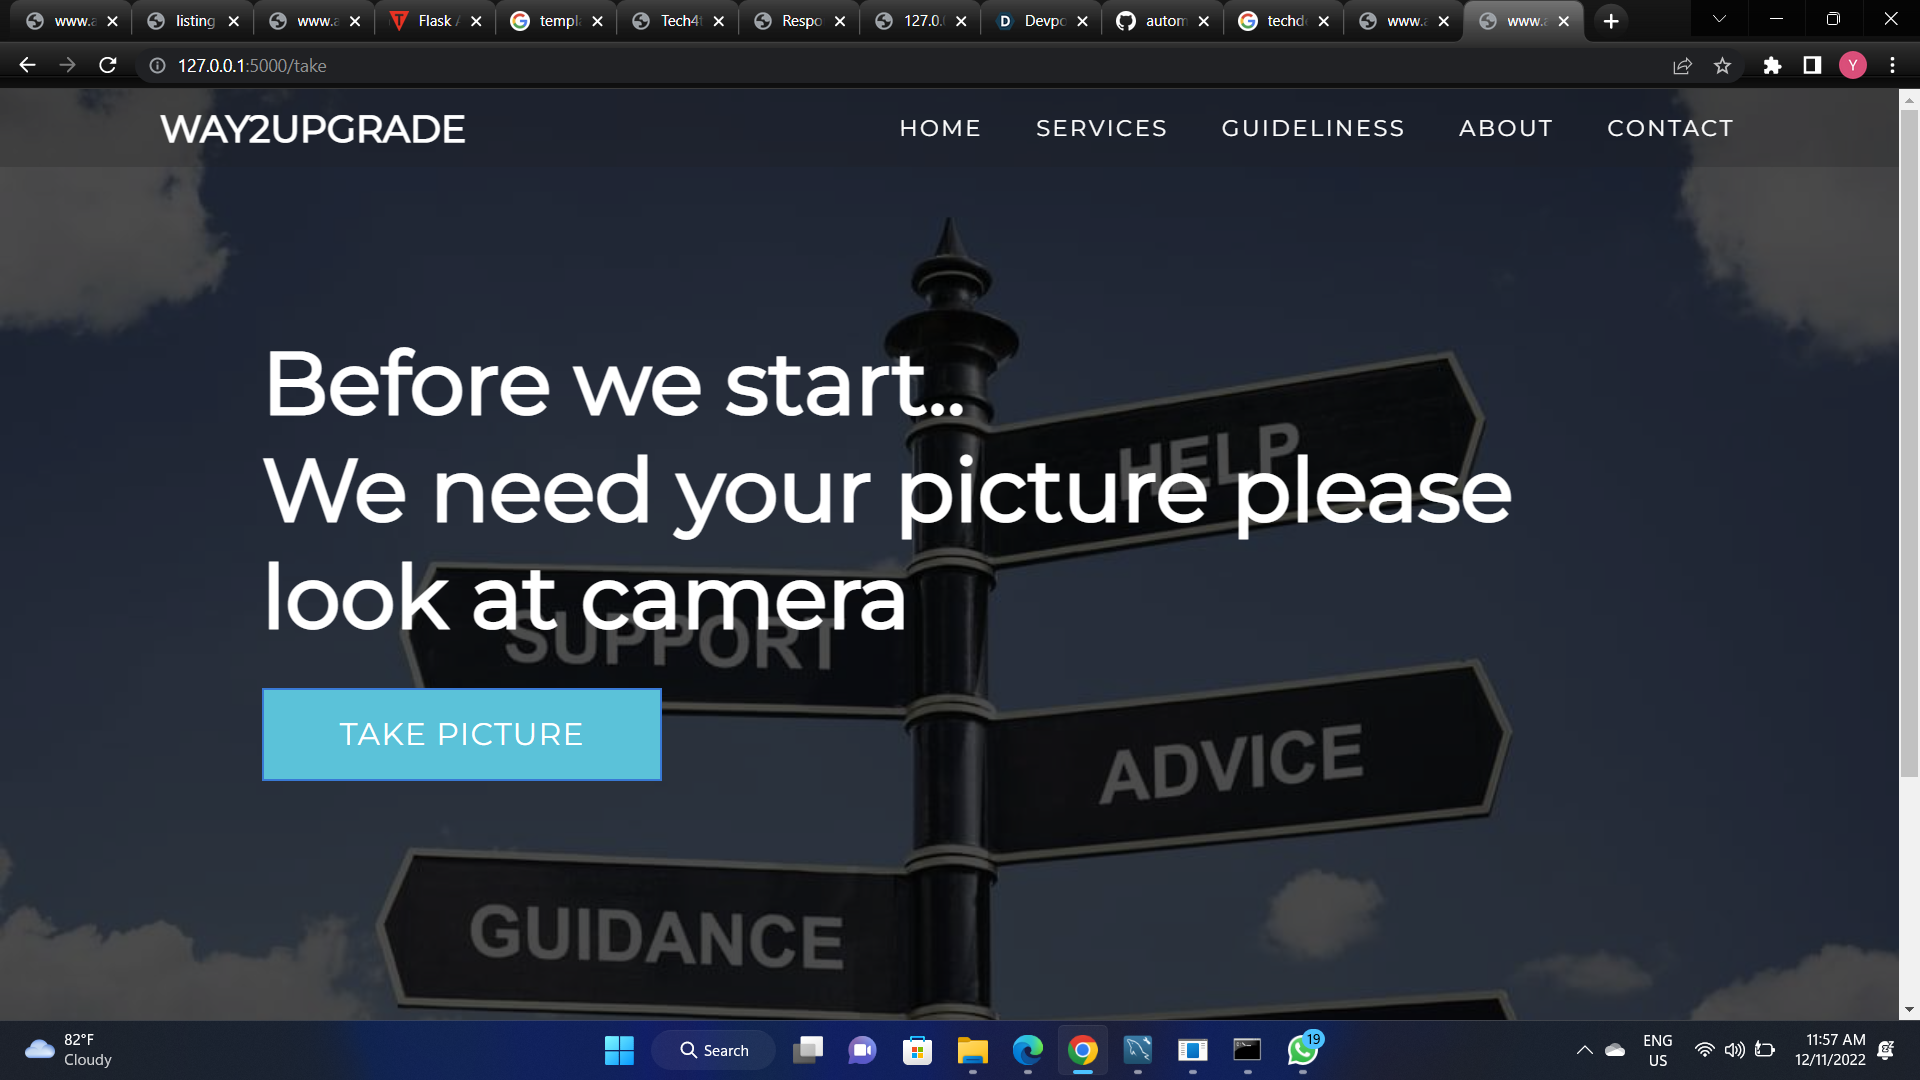 www.a
listing
www.a
Flask A
templ
Tech4t
Respo
127.0.
Devpo
autom
techde
www.a
www.a
127.0.0.1:5000/take
Y
WAY2UPGRADE
HOME SERVICES GUIDELINESS ABOUT CONTACT
Before we start..
We need your picture please
look at camera
HELP
SUPPORT
TAKE PICTURE
ADVICE
GUIDANCE
82°F
Cloudy
Search
19
ENG
US
11:57 AM
12/11/2022